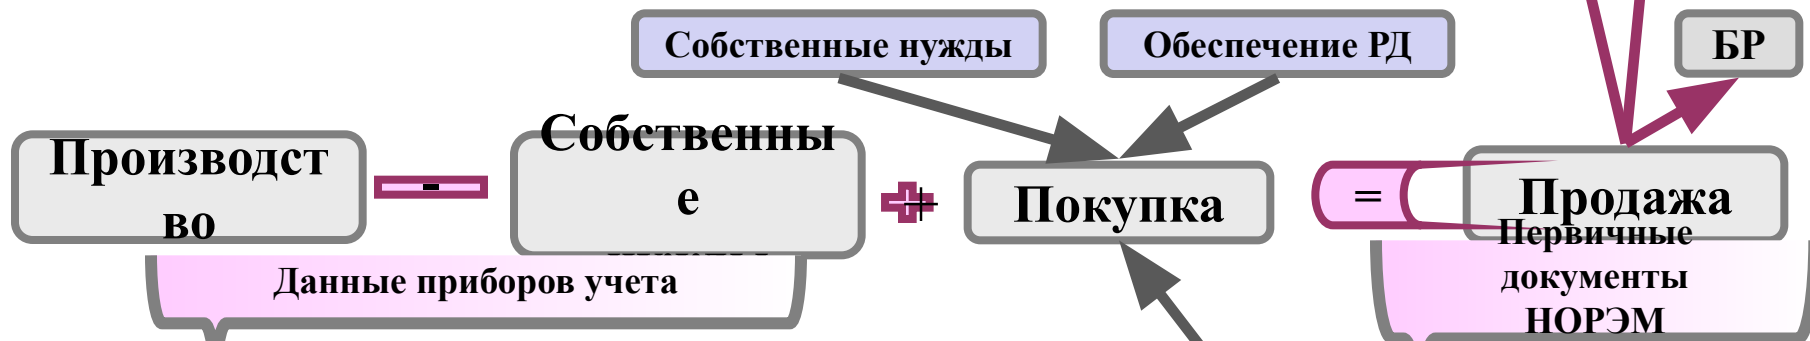 Собственные нужды
Обеспечение РД
БР
Производст
во
-
Собственны
е
+
Покупка
=
Продажа
Данные приборов учета
Первичные
документы
НОРЭМ